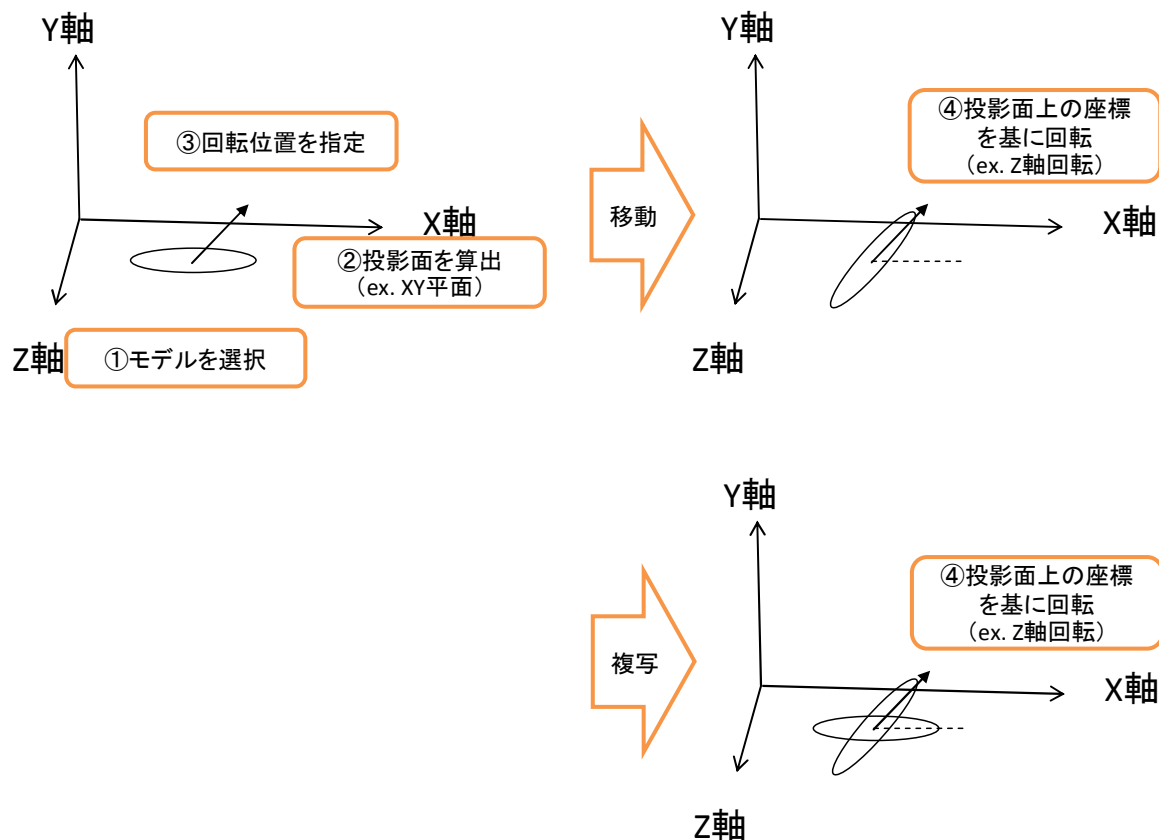 Y軸
③回転位置を指定
X軸
②投影面を算出
（ex. XY平面）
Z軸
①モデルを選択
移動
Y軸
④投影面上の座標
を基に回転
（ex. Z軸回転）
X軸
Z軸
複写
Y軸
④投影面上の座標
を基に回転
（ex. Z軸回転）
X軸
Z軸